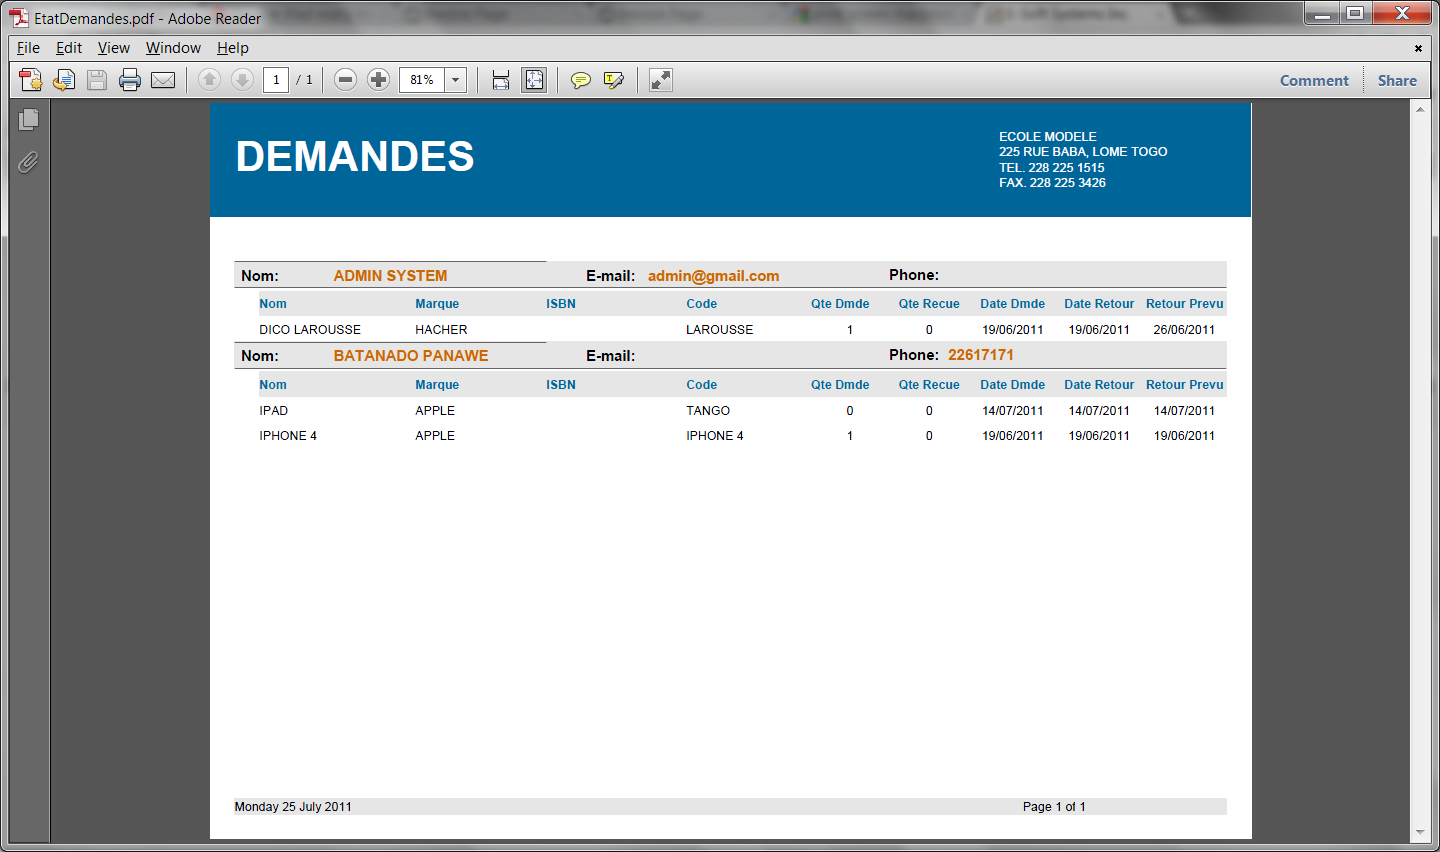 EtatDemandes.pdf - Adobe Reader
File Edit View Window Help
1 / 1 81% Comment Share
DEMANDES
ECOLE MODELE
225 RUE BABA, LOME TOGO
TEL. 228 225 1515
FAX. 228 225 3426
Nom: ADMIN SYSTEM E-mail: admin@gmail.com Phone:
Nom Marque ISBN Code Qte Dmde Qte Recue Date Dmde Date Retour Retour Prevu
DICO LAROUSSE HACHER LAROUSSE 1 0 19/06/2011 19/06/2011 26/06/2011
Nom: BATANADO PANAWE E-mail: Phone: 22617171
Nom Marque ISBN Code Qte Dmde Qte Recue Date Dmde Date Retour Retour Prevu
IPAD APPLE TANGO 0 0 14/07/2011 14/07/2011 14/07/2011
IPHONE 4 APPLE IPHONE 4 1 0 19/06/2011 19/06/2011 19/06/2011
Monday 25 July 2011 Page 1 of 1